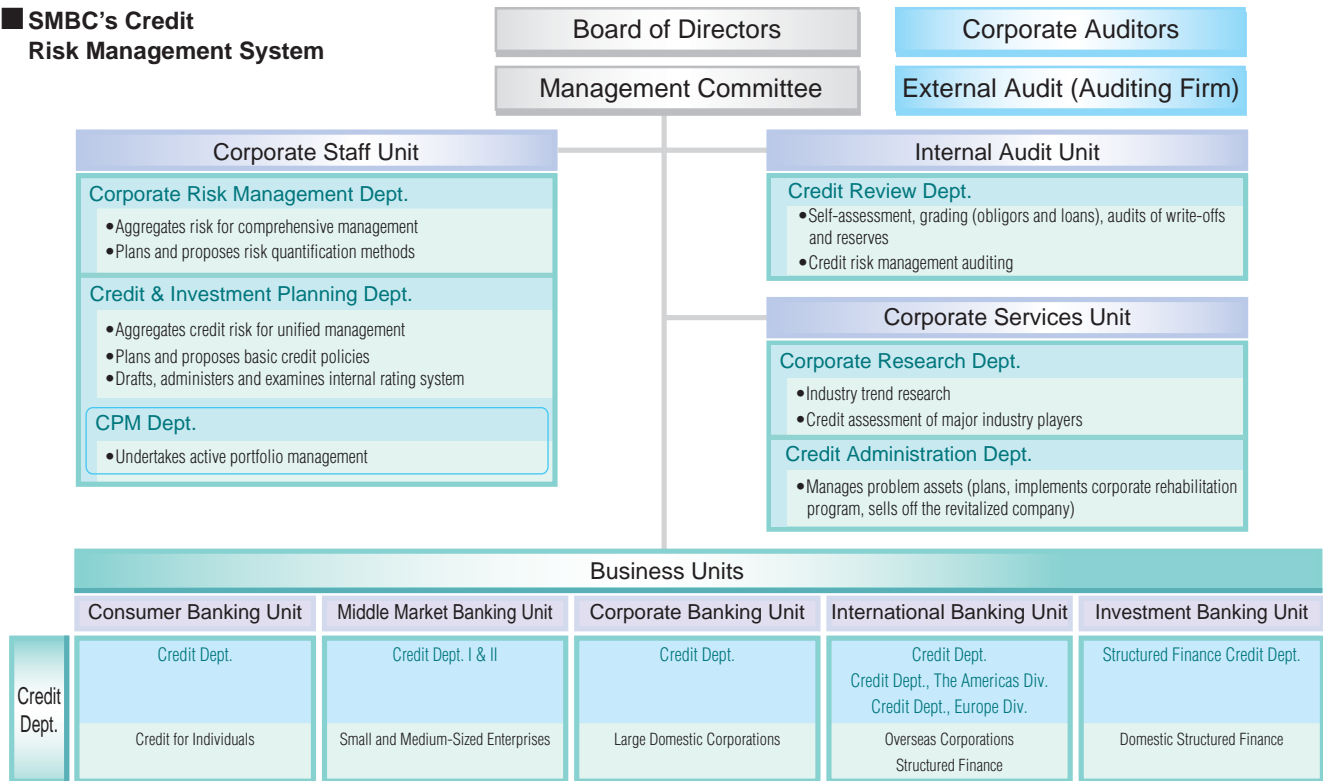 ■ SMBC's Credit
Risk Management System
Board of Directors
Corporate Auditors
Management Committee
External Audit (Auditing Firm)
Corporate Staff Unit
Corporate Risk Management Dept.
•Aggregates risk for comprehensive management
•Plans and proposes risk quantification methods
Credit & Investment Planning Dept.
•Aggregates credit risk for unified management
•Plans and proposes basic credit policies
•Drafts, administers and examines internal rating system
CPM Dept.
•Undertakes active portfolio management
Internal Audit Unit
Credit Review Dept.
•Self-assessment, grading (obligors and loans), audits of write-offs
and reserves
•Credit risk management auditing
Corporate Services Unit
Corporate Research Dept.
•Industry trend research
•Credit assessment of major industry players
Credit Administration Dept.
•Manages problem assets (plans, implements corporate rehabilitation
program, sells off the revitalized company)
Business Units
Consumer Banking Unit
Middle Market Banking Unit
Corporate Banking Unit
International Banking Unit
Investment Banking Unit
Credit
Dept.
Credit Dept.
Credit Dept. I & II
Credit Dept.
Credit Dept.
Credit Dept., The Americas Div.
Credit Dept., Europe Div.
Structured Finance Credit Dept.
Credit for Individuals
Small and Medium-Sized Enterprises
Large Domestic Corporations
Overseas Corporations
Structured Finance
Domestic Structured Finance